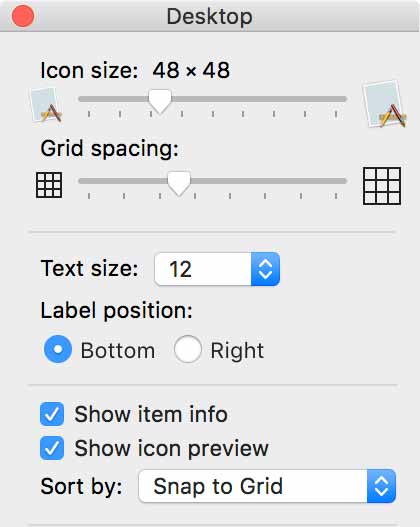 Desktop
Icon size: 48 × 48
Grid spacing:
Text size: 12
Label position:
Bottom Right
Show item info
Show icon preview
Sort by: Snap to Grid